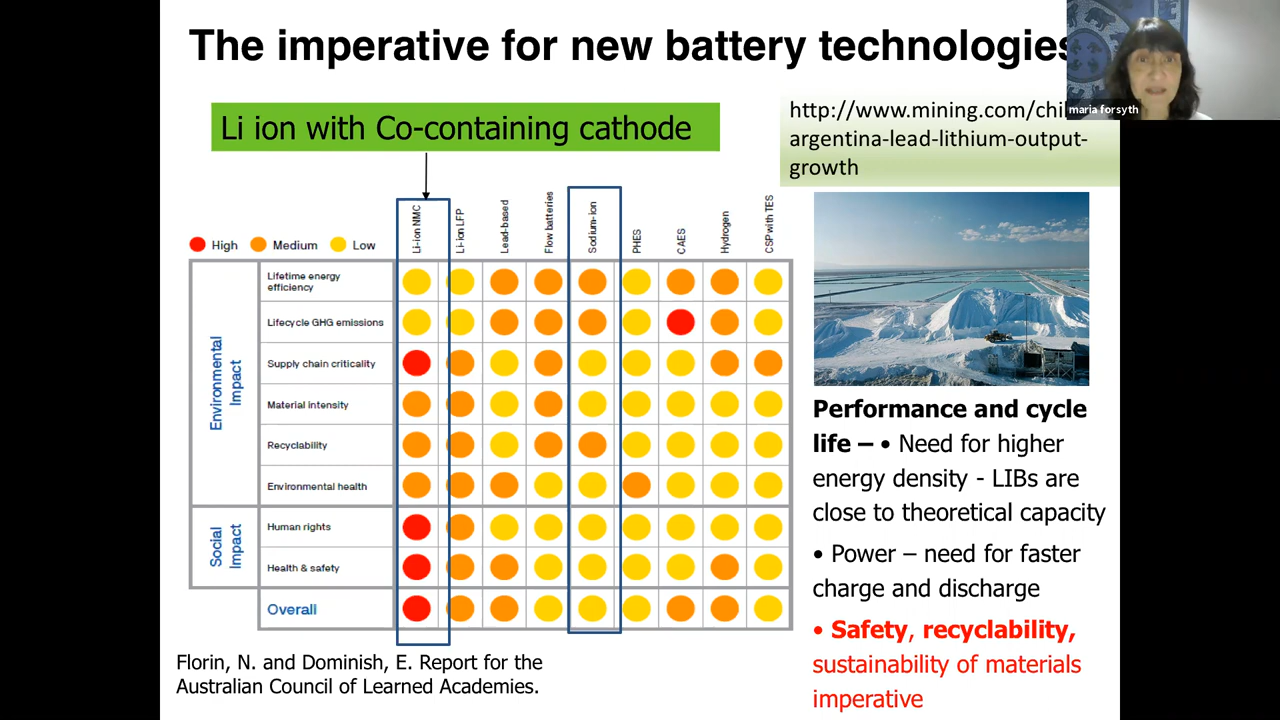 The imperative for new battery technologies
maria forsyth
Li ion with Co-containing cathode
http://www.mining.com/chi
argentina-lead-lithium-output-
growth
High Medium Low
Li-ion NMC
Li-ion LFP
Lead-based
Flow batteries
Sodium-ion
PHES
CAES
Hydrogen
CSP with TES
Environmental
Impact
Lifetime energy
efficiency
Lifecycle GHG emissions
Supply chain criticality
Material intensity
Recyclability
Environmental health
Social
Impact
Human rights
Health & safety
Overall
Florin, N. and Dominish, E. Report for the
Australian Council of Learned Academies.
Performance and cycle
life – • Need for higher
energy density - LIBs are
close to theoretical capacity
• Power – need for faster
charge and discharge
• Safety, recyclability,
sustainability of materials
imperative